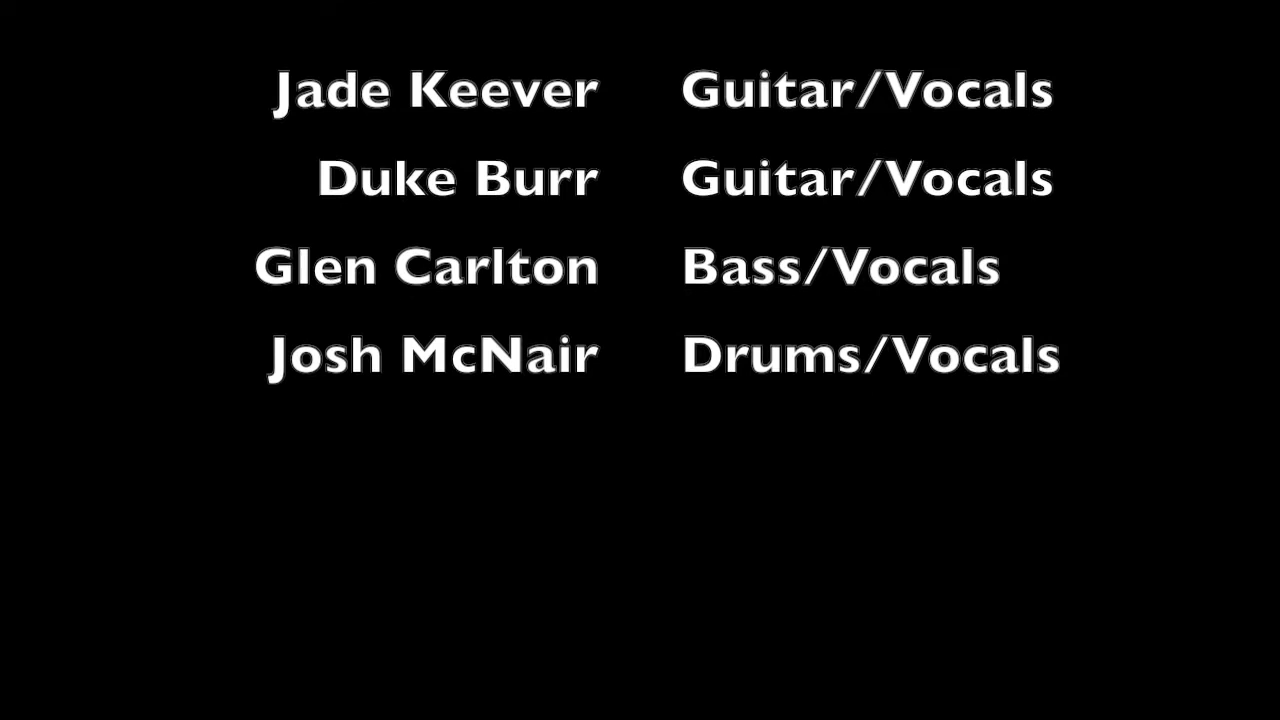 Jade Keever Guitar/Vocals
Duke Burr Guitar/Vocals
Glen Carlton Bass/Vocals
Josh McNair Drums/Vocals